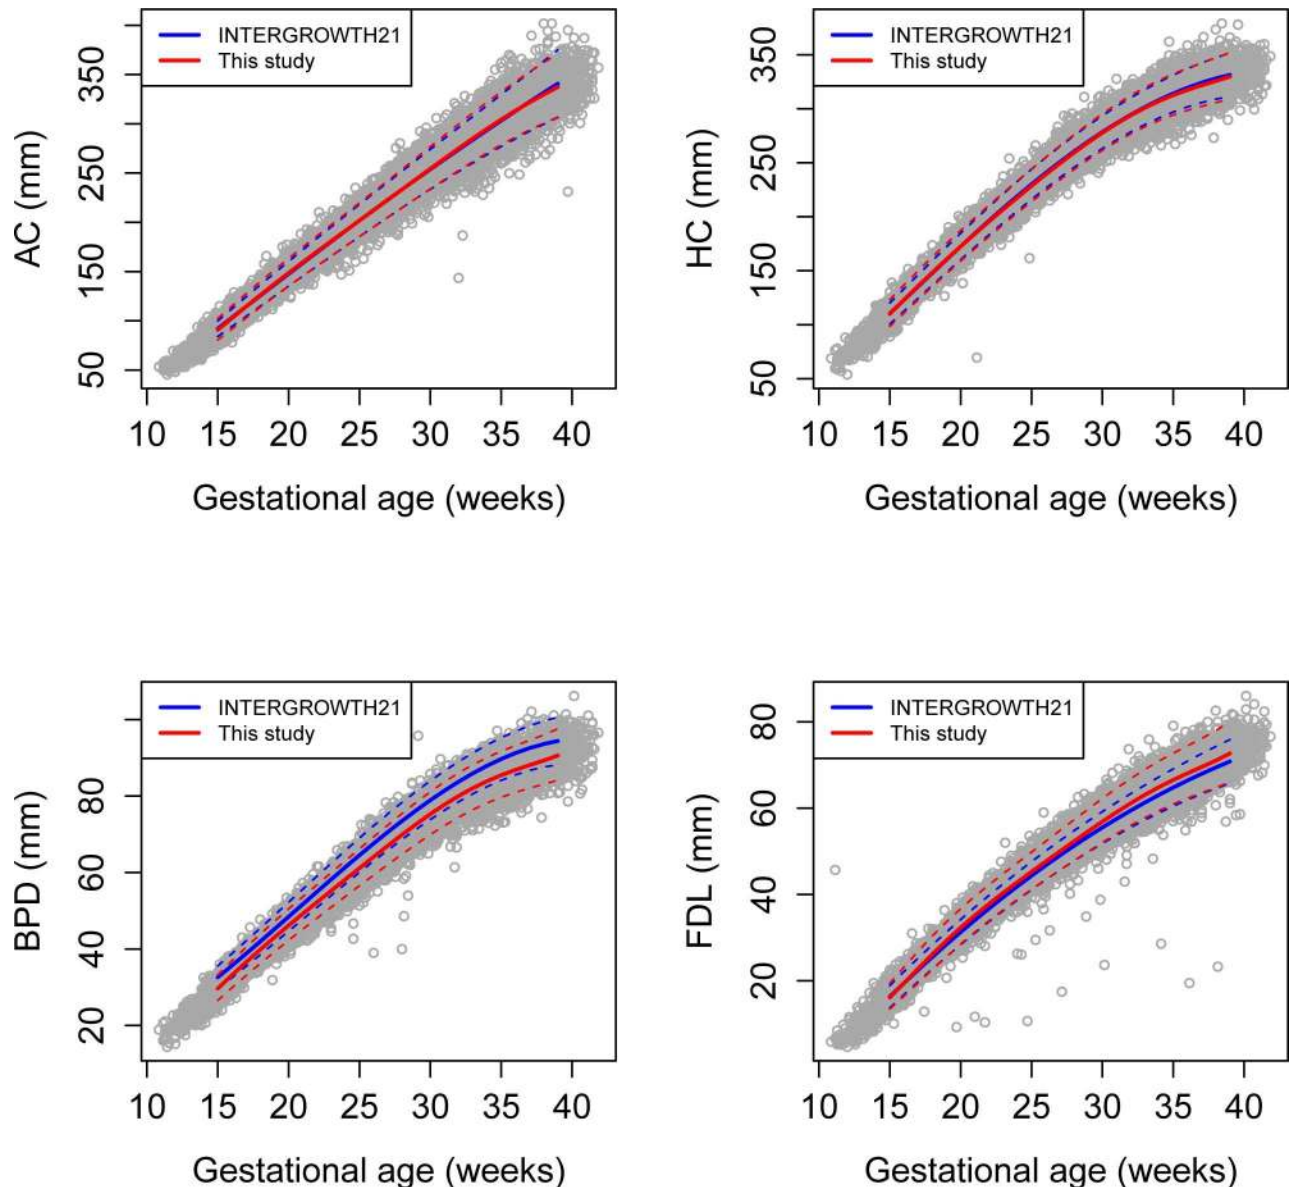 INTERGROWTH21
This study
AC (mm)
50
150
250
350
10 15 20 25 30 35 40
Gestational age (weeks)
INTERGROWTH21
This study
HC (mm)
50
150
250
350
10 15 20 25 30 35 40
Gestational age (weeks)
INTERGROWTH21
This study
BPD (mm)
20
40
60
80
10 15 20 25 30 35 40
Gestational age (weeks)
INTERGROWTH21
This study
FDL (mm)
20
40
60
80
10 15 20 25 30 35 40
Gestational age (weeks)